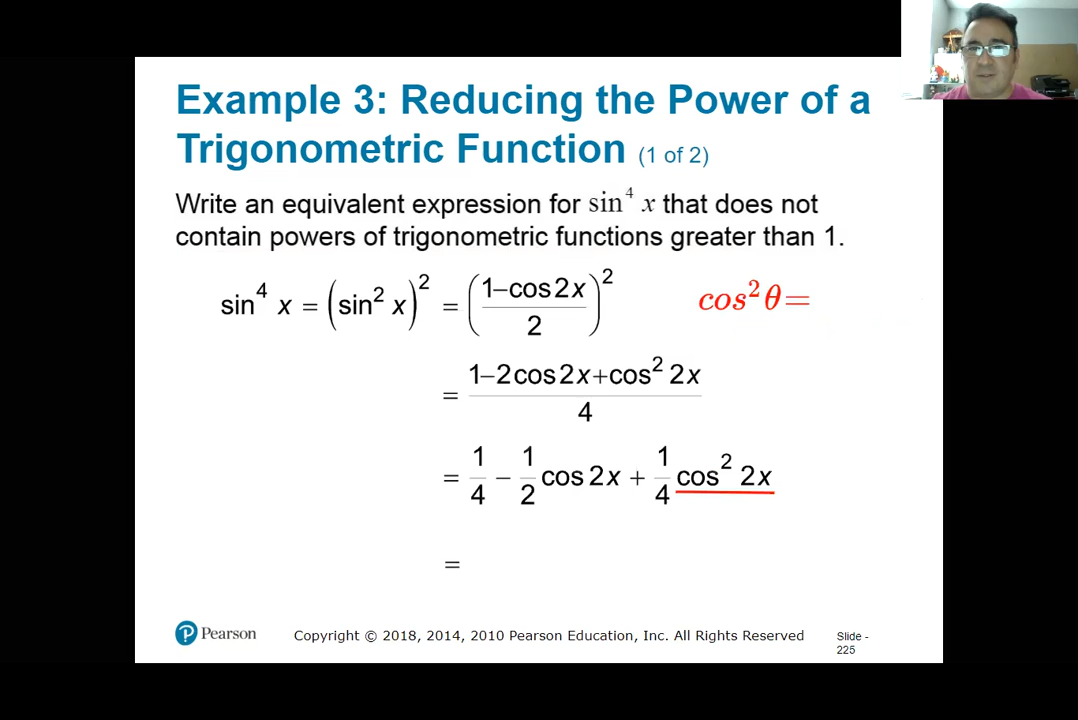 Example 3: Reducing the Power of a
Trigonometric Function (1 of 2)
Write an equivalent expression for sin⁴ x that does not
contain powers of trigonometric functions greater than 1.
sin⁴ x = (sin² x)² = ((1–cos 2x)/2)² cos²θ=
= (1–2cos 2x+cos² 2x)/4
= 1/4 − 1/2 cos 2x + 1/4 cos² 2x
=
Pearson Copyright © 2018, 2014, 2010 Pearson Education, Inc. All Rights Reserved Slide -
225